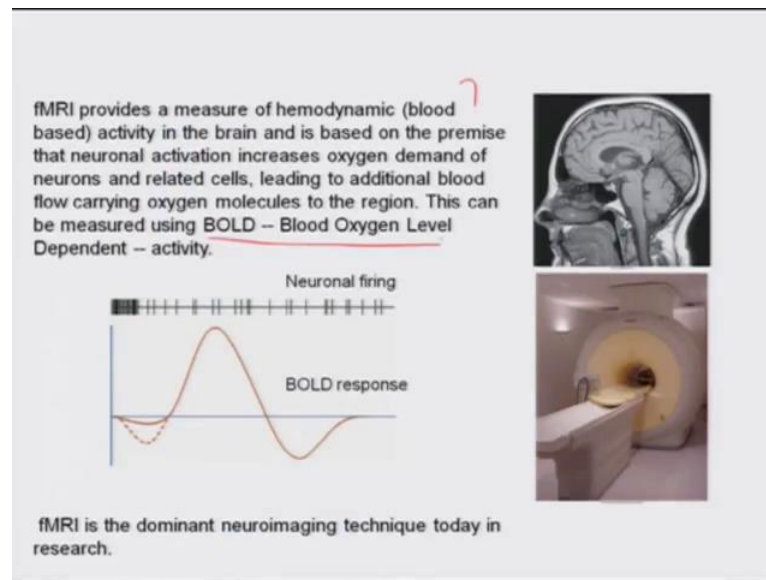 fMRI provides a measure of hemodynamic (blood
based) activity in the brain and is based on the premise
that neuronal activation increases oxygen demand of
neurons and related cells, leading to additional blood
flow carrying oxygen molecules to the region. This can
be measured using BOLD -- Blood Oxygen Level
Dependent -- activity.
Neuronal firing
BOLD response
fMRI is the dominant neuroimaging technique today in
research.